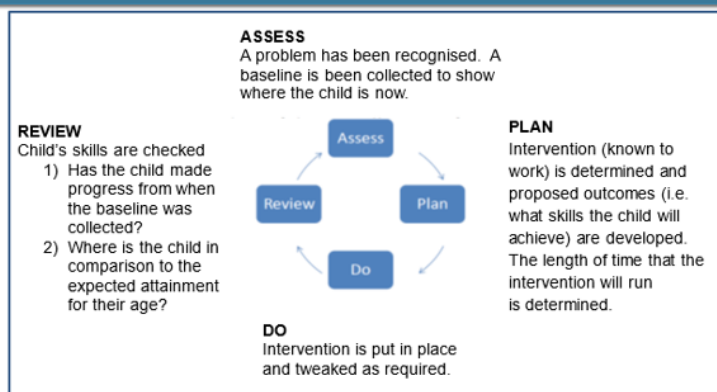 ASSESS
A problem has been recognised.  A
baseline is been collected to show
where the child is now.
REVIEW
Child's skills are checked
1) Has the child made
progress from when
the baseline was
collected?
2) Where is the child in
comparison to the
expected attainment
for their age?
Assess
Review
Plan
Do
PLAN
Intervention (known to
work) is determined and
proposed outcomes (i.e.
what skills the child will
achieve) are developed.
The length of time that the
intervention will run
is determined.
DO
Intervention is put in place
and tweaked as required.